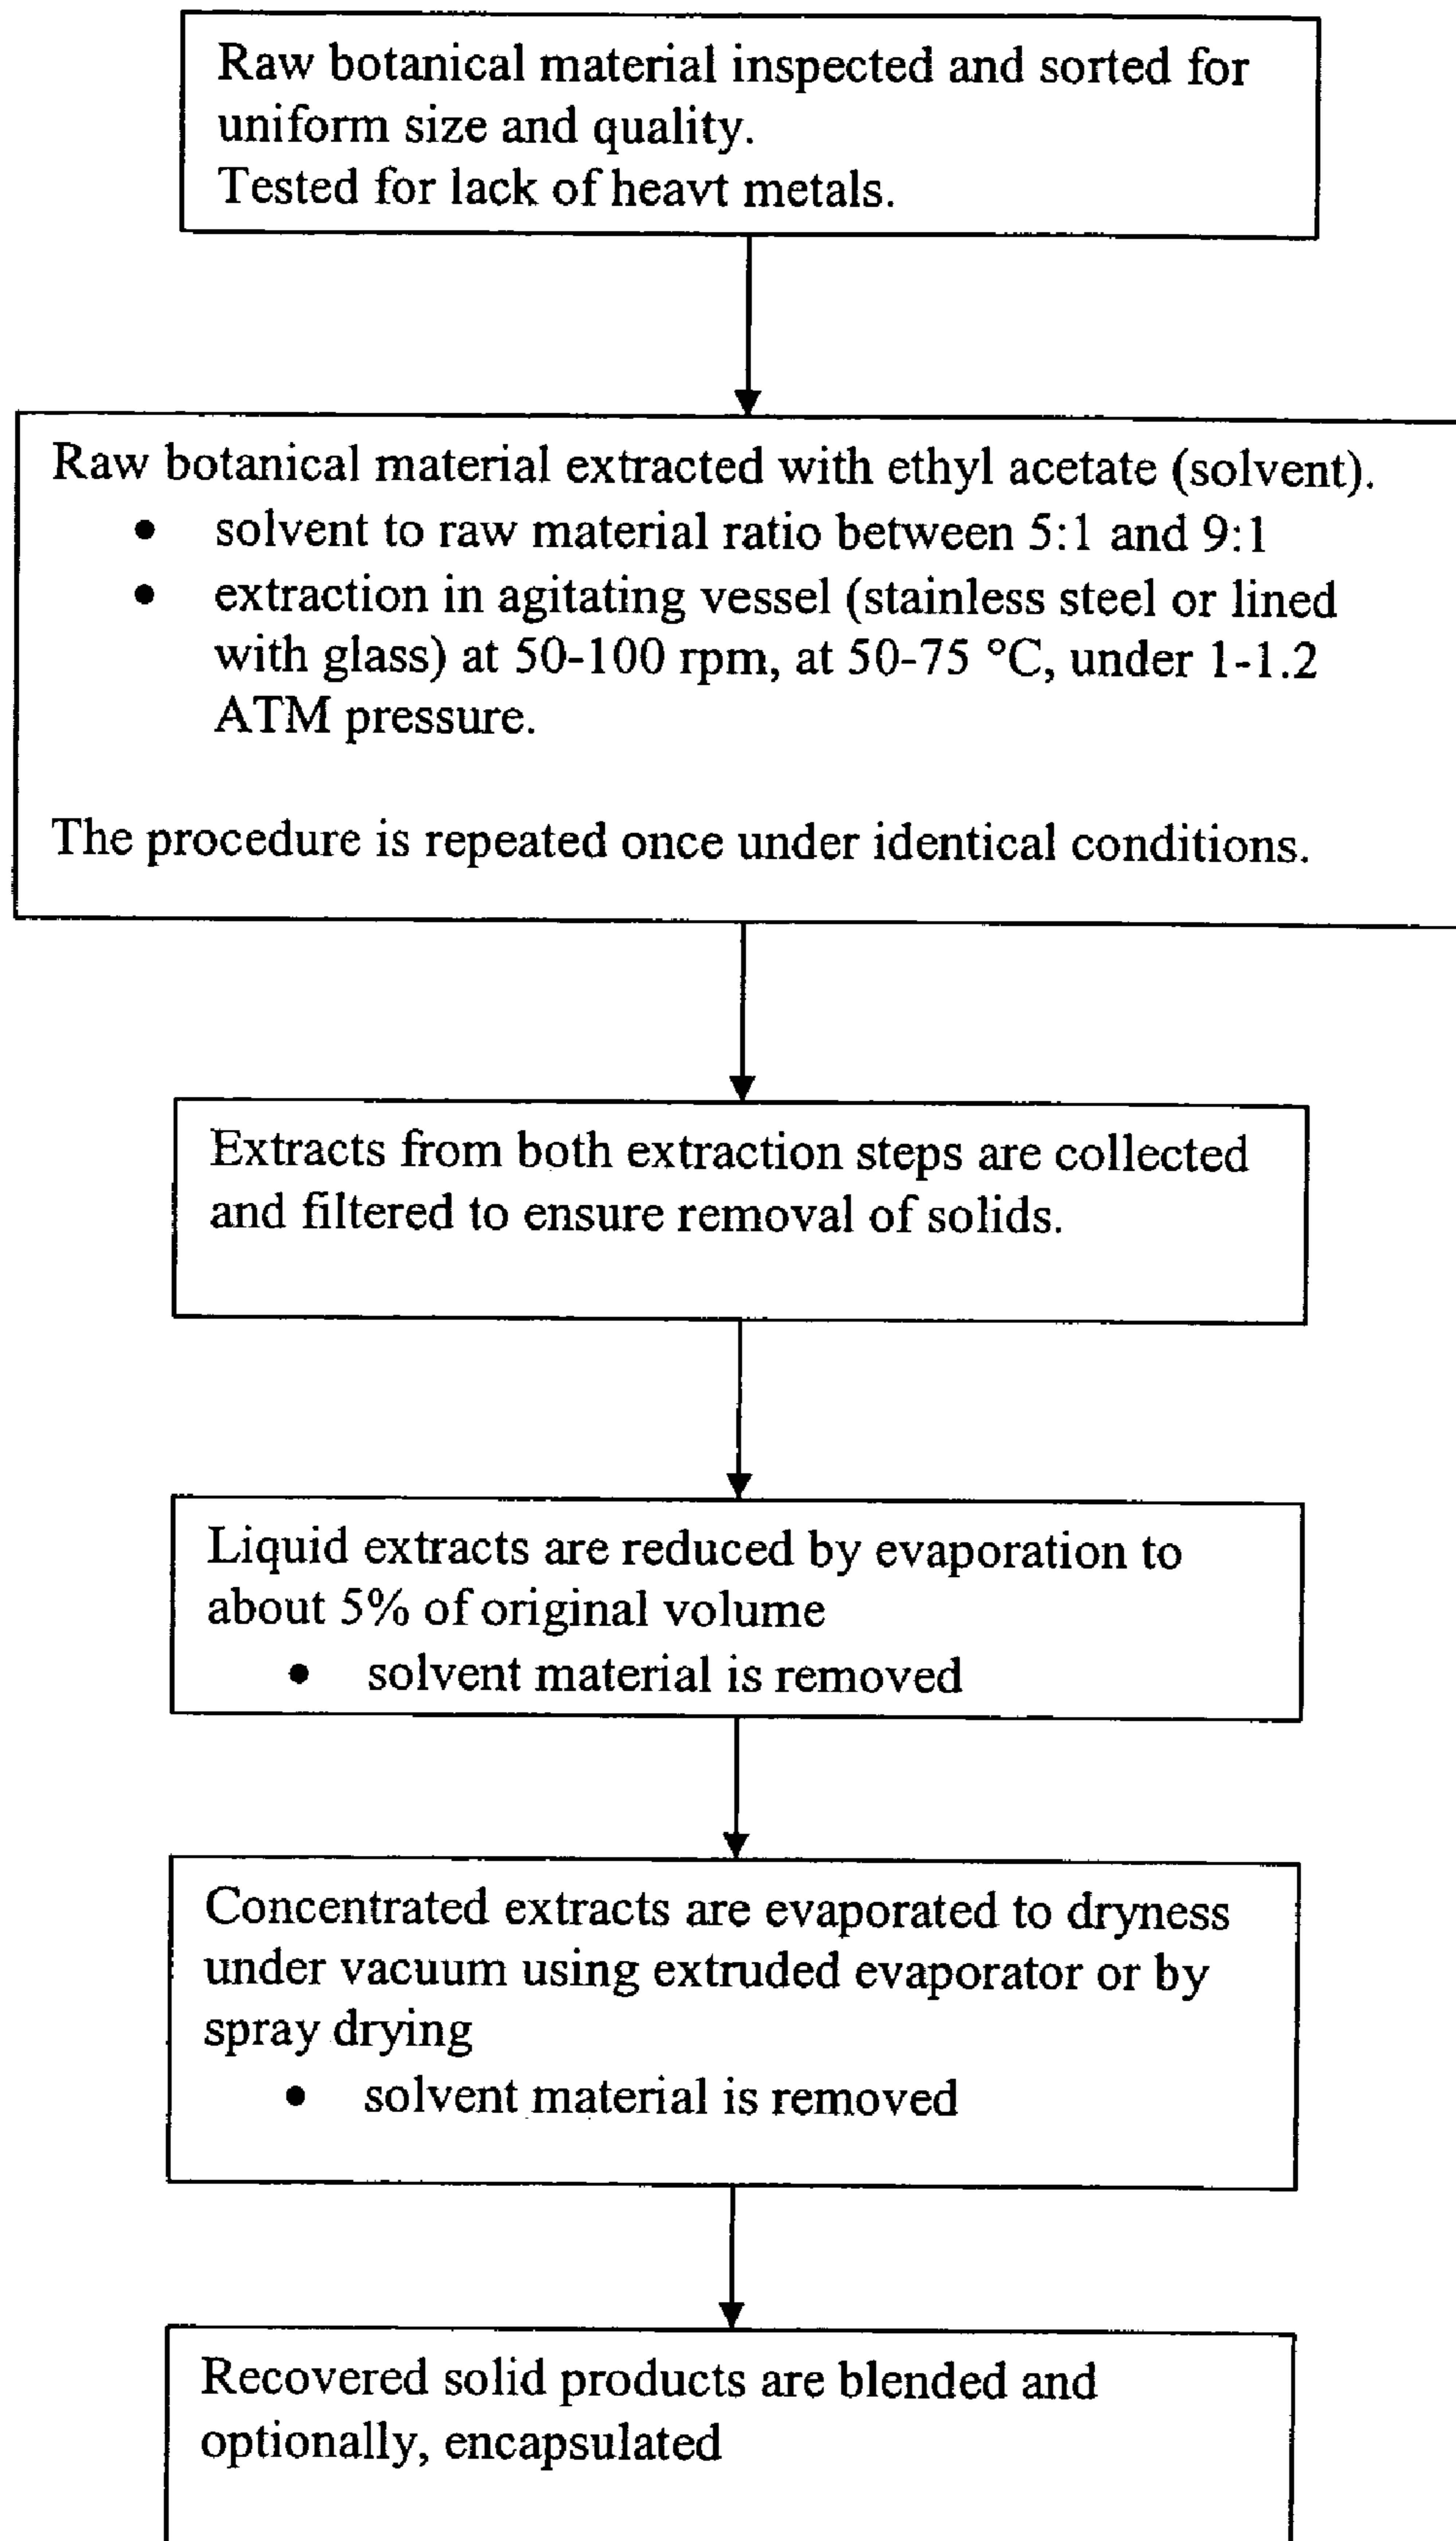 Raw botanical material inspected and sorted for
uniform size and quality.
Tested for lack of heavt metals.
Raw botanical material extracted with ethyl acetate (solvent).
• solvent to raw material ratio between 5:1 and 9:1
• extraction in agitating vessel (stainless steel or lined
with glass) at 50-100 rpm, at 50-75 °C, under 1-1.2
ATM pressure.
The procedure is repeated once under identical conditions.
Extracts from both extraction steps are collected
and filtered to ensure removal of solids.
Liquid extracts are reduced by evaporation to
about 5% of original volume
• solvent material is removed
Concentrated extracts are evaporated to dryness
under vacuum using extruded evaporator or by
spray drying
• solvent material is removed
Recovered solid products are blended and
optionally, encapsulated